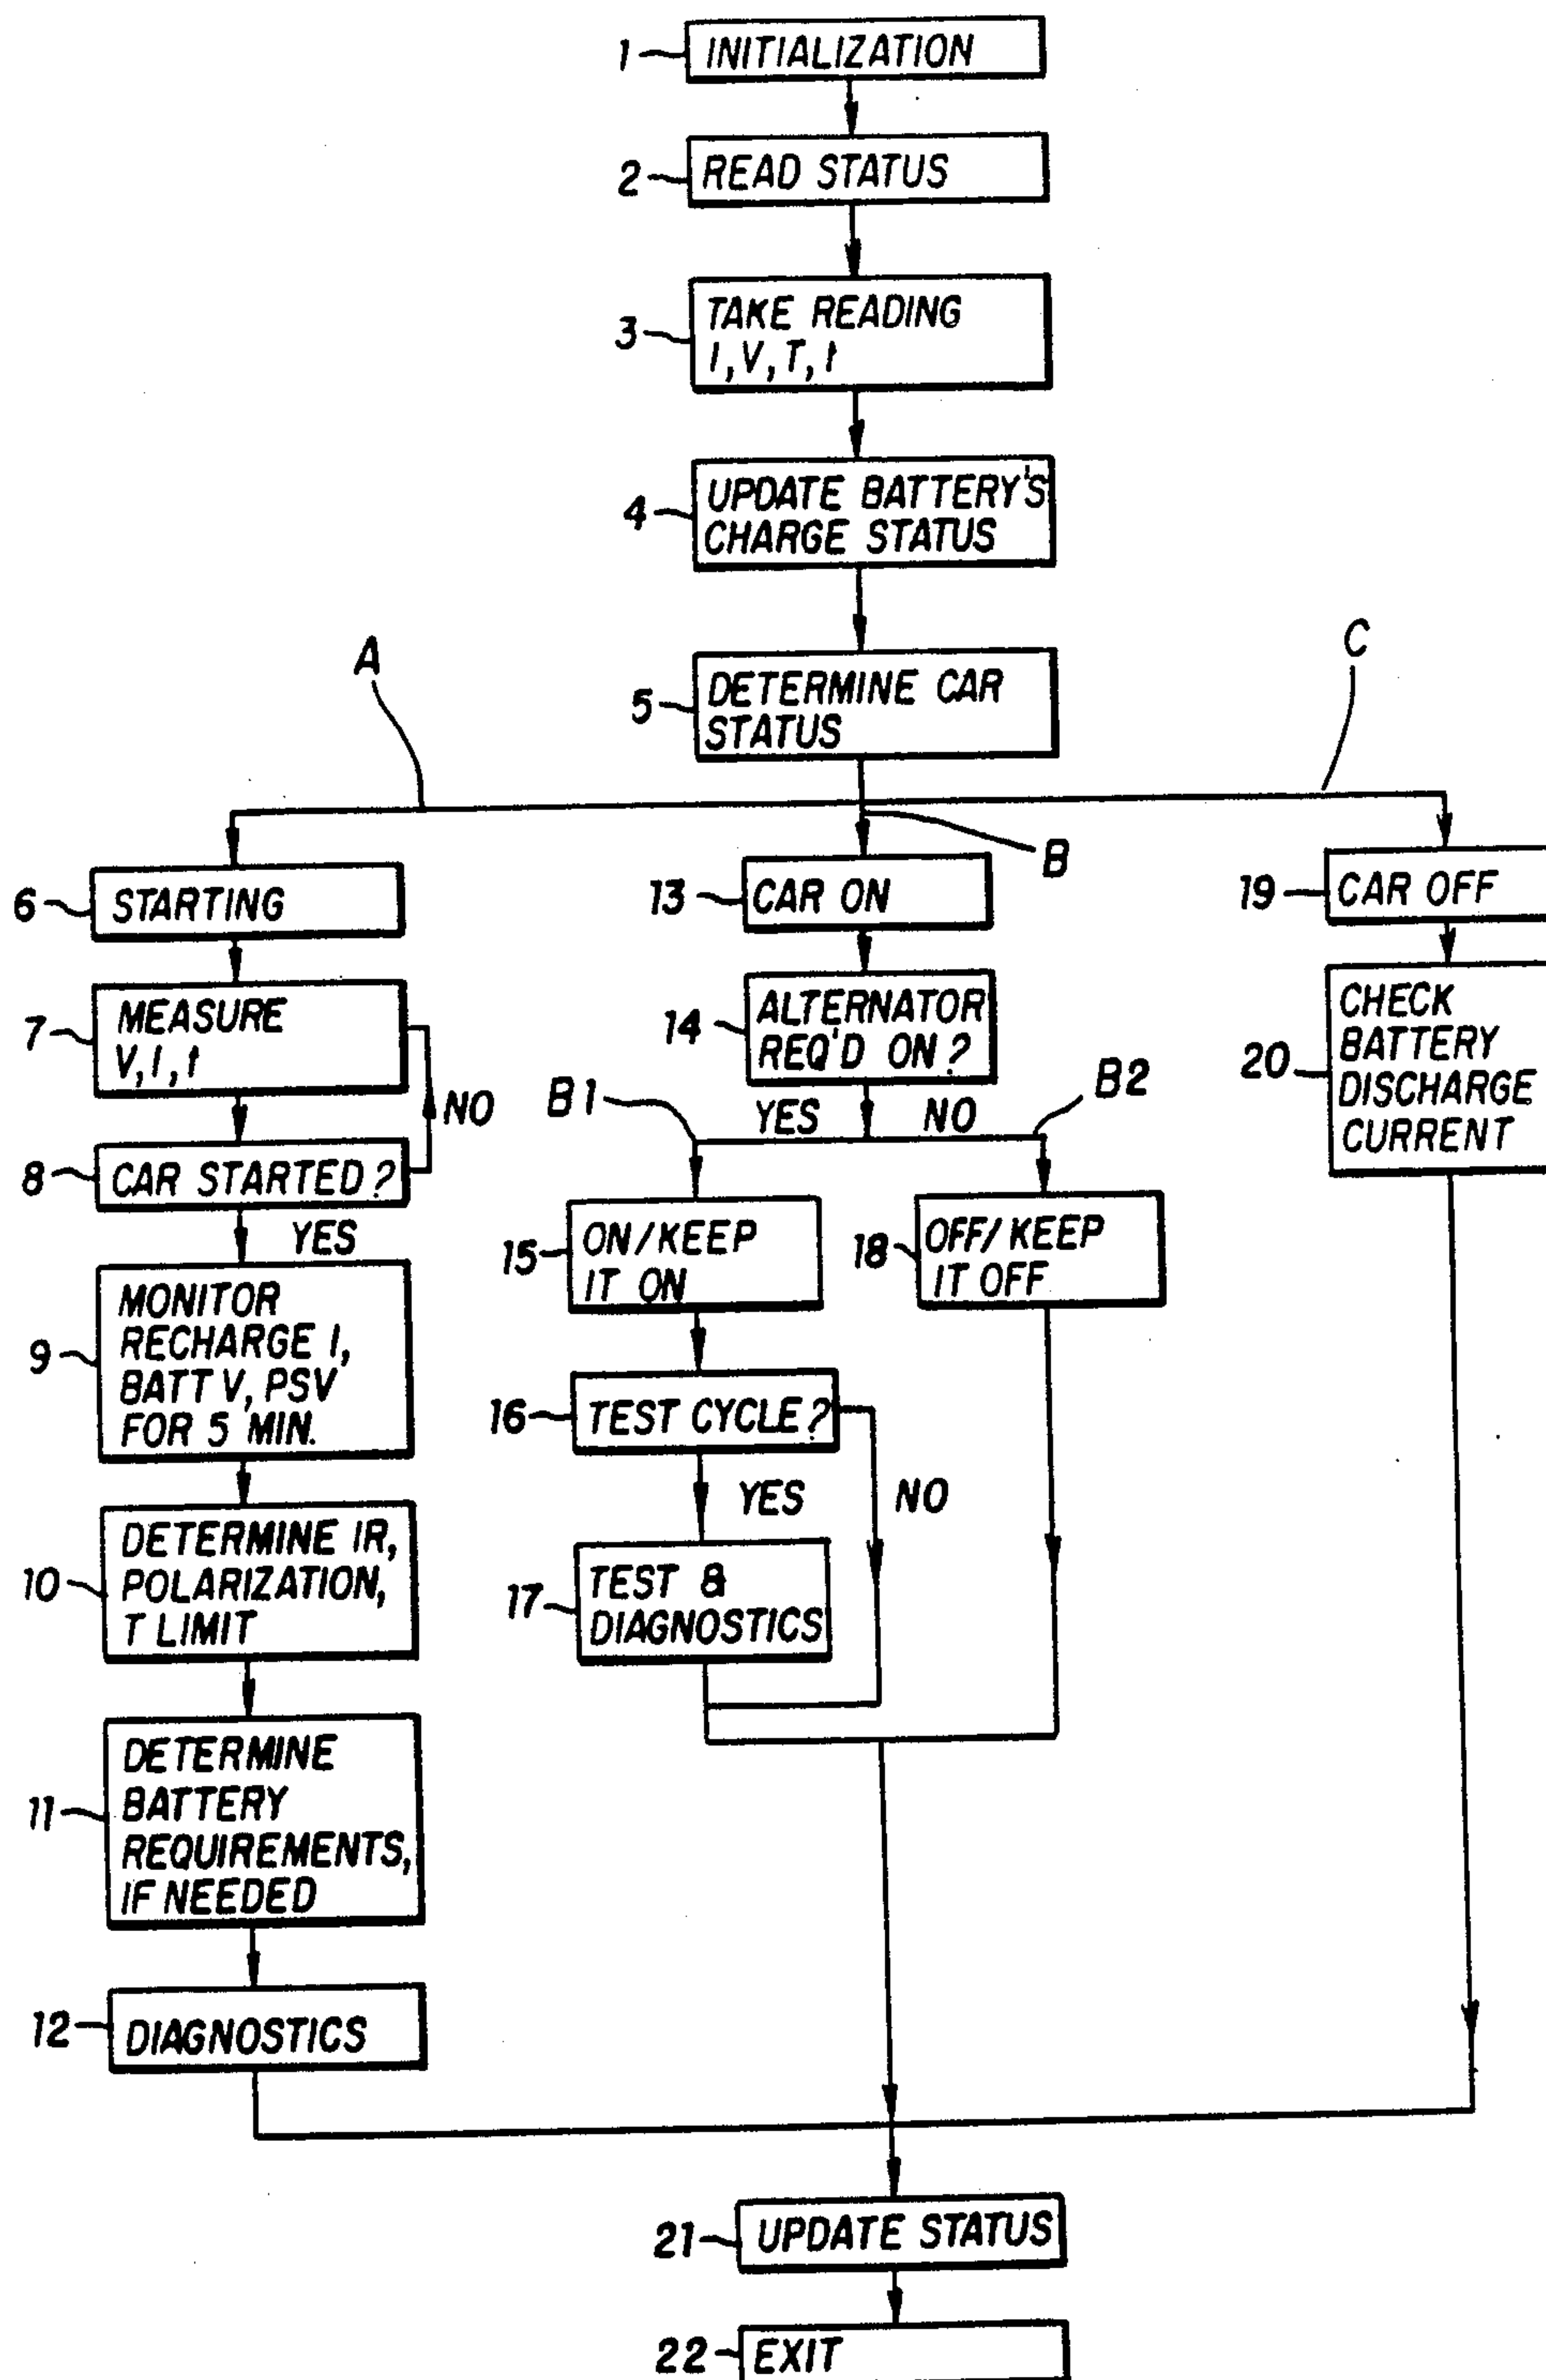 1 INITIALIZATION
2 READ STATUS
3 TAKE READING
I, V, T, t
4 UPDATE BATTERY'S
CHARGE STATUS
5 DETERMINE CAR
STATUS
A
B
C
6 STARTING
7 MEASURE
V, I, t
8 CAR STARTED?
NO
YES
9 MONITOR
RECHARGE I,
BATT V, PSV
FOR 5 MIN.
10 DETERMINE IR,
POLARIZATION,
T LIMIT
11 DETERMINE
BATTERY
REQUIREMENTS,
IF NEEDED
12 DIAGNOSTICS
13 CAR ON
14 ALTERNATOR
REQ'D ON?
YES NO
B1
B2
15 ON/KEEP
IT ON
16 TEST CYCLE?
YES
NO
17 TEST &
DIAGNOSTICS
18 OFF/KEEP
IT OFF
19 CAR OFF
20 CHECK
BATTERY
DISCHARGE
CURRENT
21 UPDATE STATUS
22 EXIT